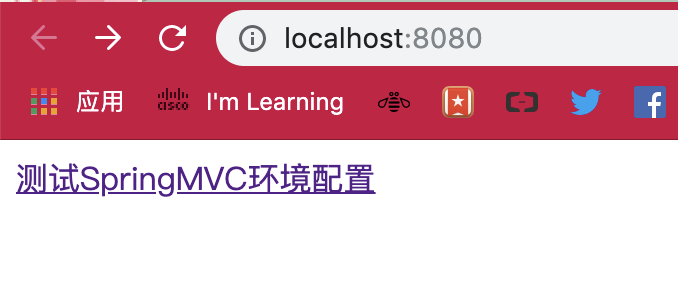 localhost:8080
应用 CISCO I'm Learning
测试SpringMVC环境配置